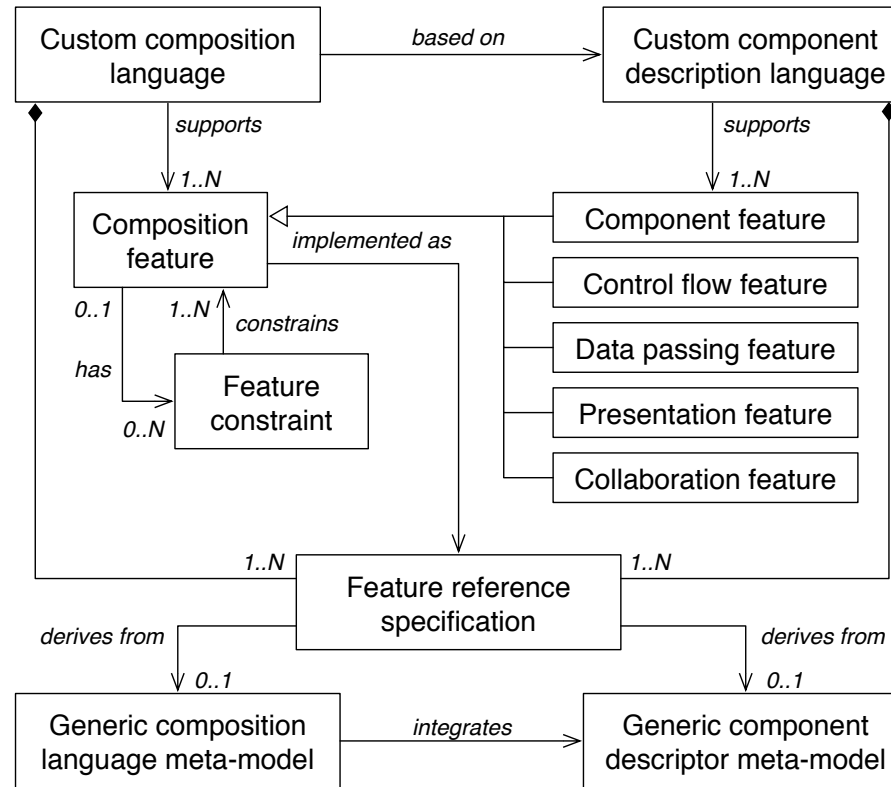 Custom composition
language
based on
Custom component
description language
supports
supports
1..N
1..N
Composition
feature
Component feature
implemented as
Control flow feature
0..1
1..N
constrains
Data passing feature
has
Feature
constraint
0..N
Presentation feature
Collaboration feature
1..N
1..N
Feature reference
specification
derives from
derives from
0..1
0..1
Generic composition
language meta-model
integrates
Generic component
descriptor meta-model